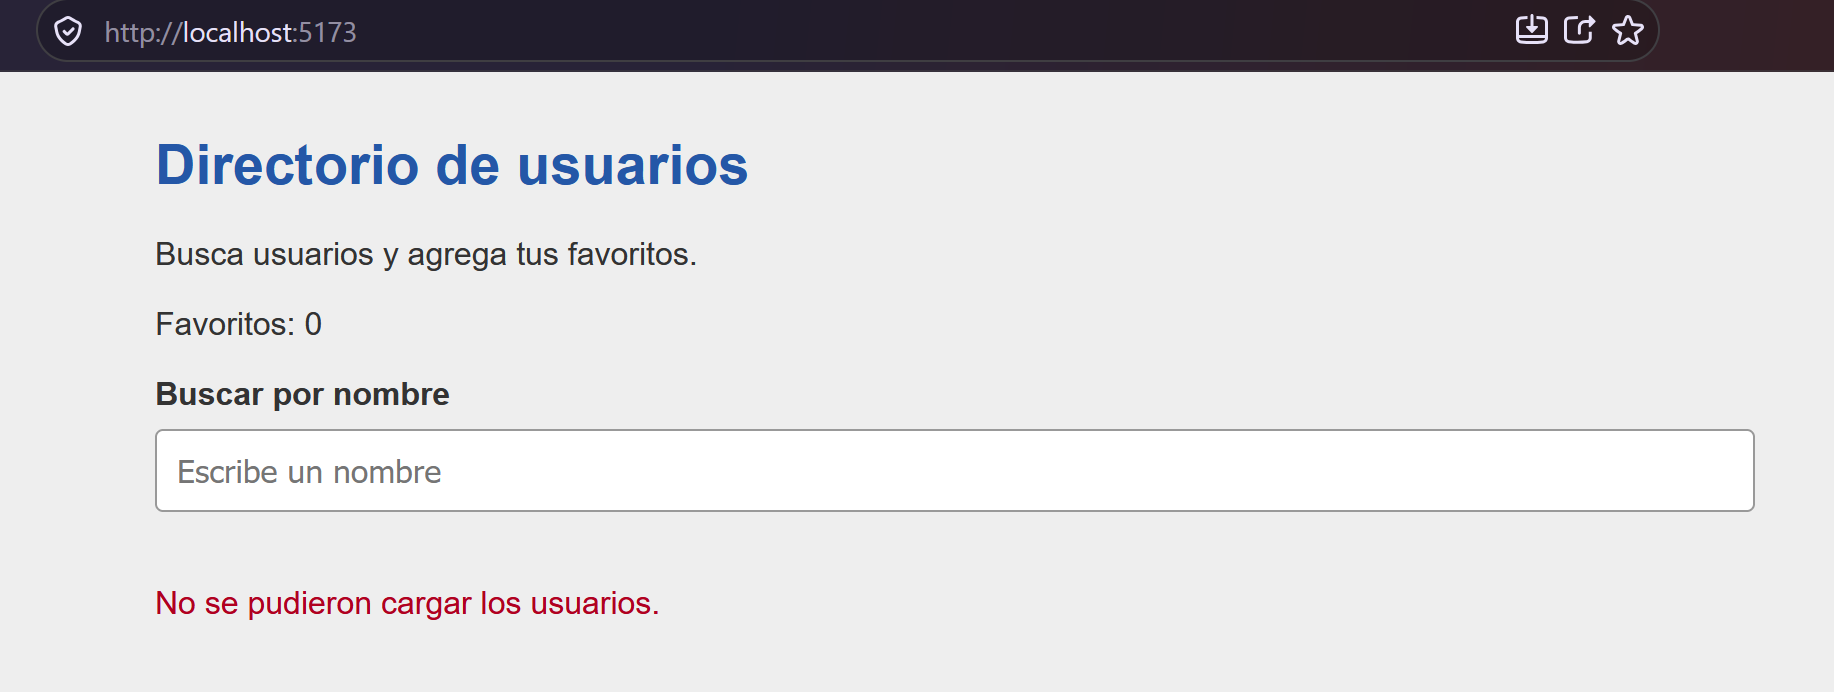 http://localhost:5173
Directorio de usuarios
Busca usuarios y agrega tus favoritos.
Favoritos: 0
Buscar por nombre
Escribe un nombre
No se pudieron cargar los usuarios.